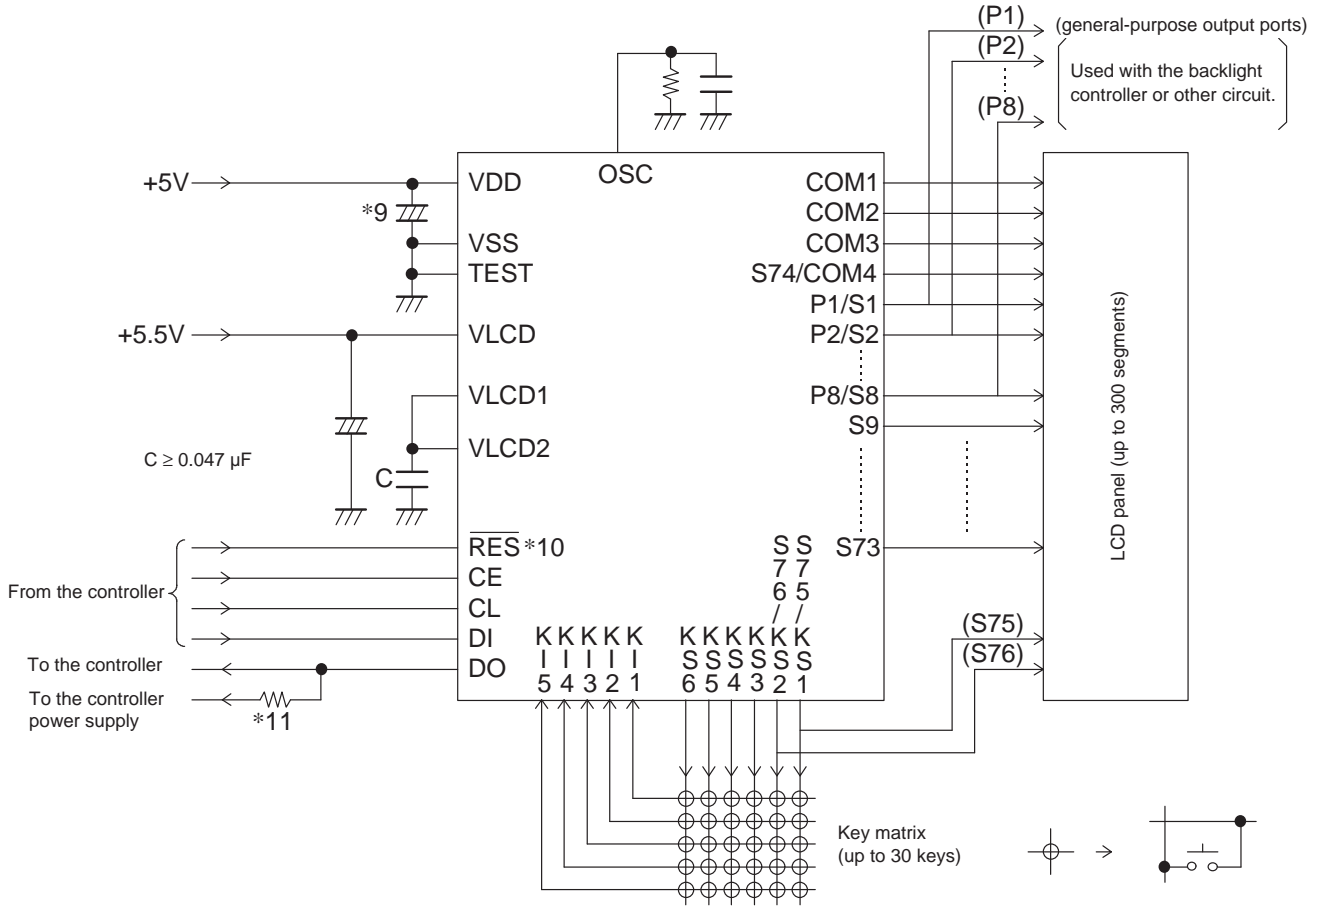 (P1)
(general-purpose output ports)
(P2)
Used with the backlight
controller or other circuit.
(P8)
OSC
+5V
VDD
COM1
*9
COM2
VSS
COM3
TEST
S74/COM4
P1/S1
+5.5V
VLCD
P2/S2
VLCD1
P8/S8
S9
VLCD2
C ≥ 0.047 µF
C
LCD panel (up to 300 segments)
RES *10
S73
From the controller
CE
CL
DI
To the controller
DO
To the controller
power supply
*11
KI5
KI4
KI3
KI2
KI1
KS6
KS5
KS4
KS3
S76/KS2
S75/KS1
(S75)
(S76)
Key matrix
(up to 30 keys)